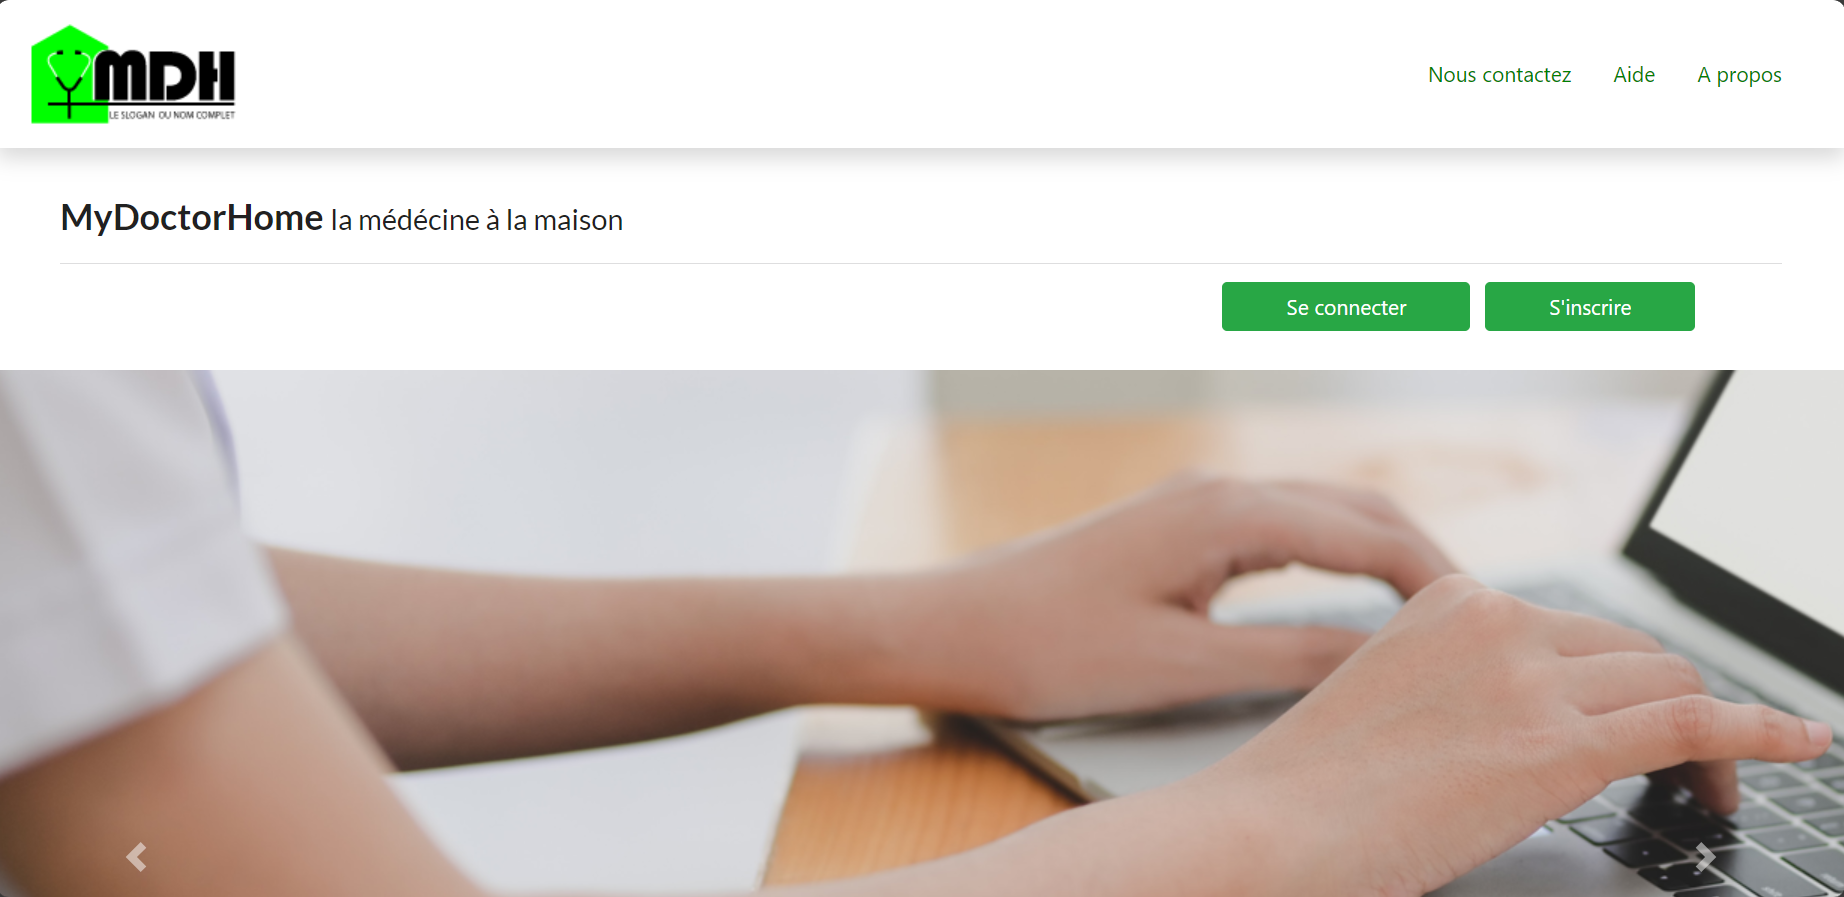 MDH
LE SLOGAN OU NOM COMPLET
Nous contactez Aide A propos
MyDoctorHome la médécine à la maison
Se connecter S'inscrire